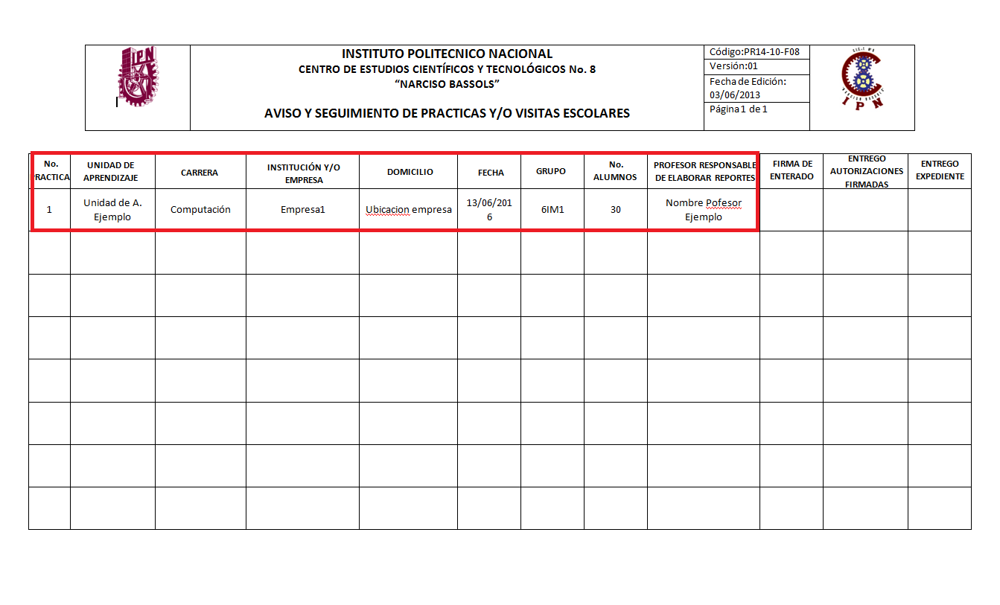 IPN
INSTITUTO POLITECNICO NACIONAL
CENTRO DE ESTUDIOS CIENTÍFICOS Y TECNOLÓGICOS No. 8
“NARCISO BASSOLS”
AVISO Y SEGUIMIENTO DE PRACTICAS Y/O VISITAS ESCOLARES
Código:PR14-10-F08
Versión:01
Fecha de Edición:
03/06/2013
Página 1 de 1
I P N
No.
PRACTICA
UNIDAD DE
APRENDIZAJE
CARRERA
INSTITUCIÓN Y/O
EMPRESA
DOMICILIO
FECHA
GRUPO
No.
ALUMNOS
PROFESOR RESPONSABLE
DE ELABORAR REPORTES
FIRMA DE
ENTERADO
ENTREGO
AUTORIZACIONES
FIRMADAS
ENTREGO
EXPEDIENTE
1
Unidad de A.
Ejemplo
Computación
Empresa1
Ubicacion empresa
13/06/201
6
6IM1
30
Nombre Pofesor
Ejemplo